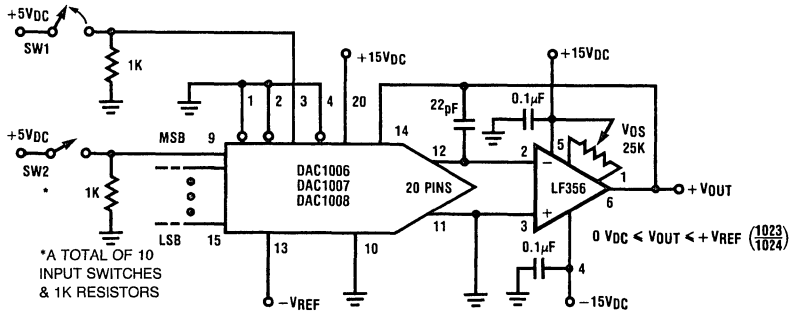 +5VDC
SW1
1K
+15VDC
+15VDC
1
2
3
4
20
22pF
0.1µF
VOS
25K
+5VDC
MSB
9
14
12
2
5
1
SW2
*
1K
DAC1006
DAC1007
DAC1008
20 PINS
−
LF356
+
6
+VOUT
LSB
15
13
10
11
3
0.1µF
4
0 VDC ≤ VOUT ≤ +VREF (1023/1024)
*A TOTAL OF 10
INPUT SWITCHES
& 1K RESISTORS
−VREF
−15VDC